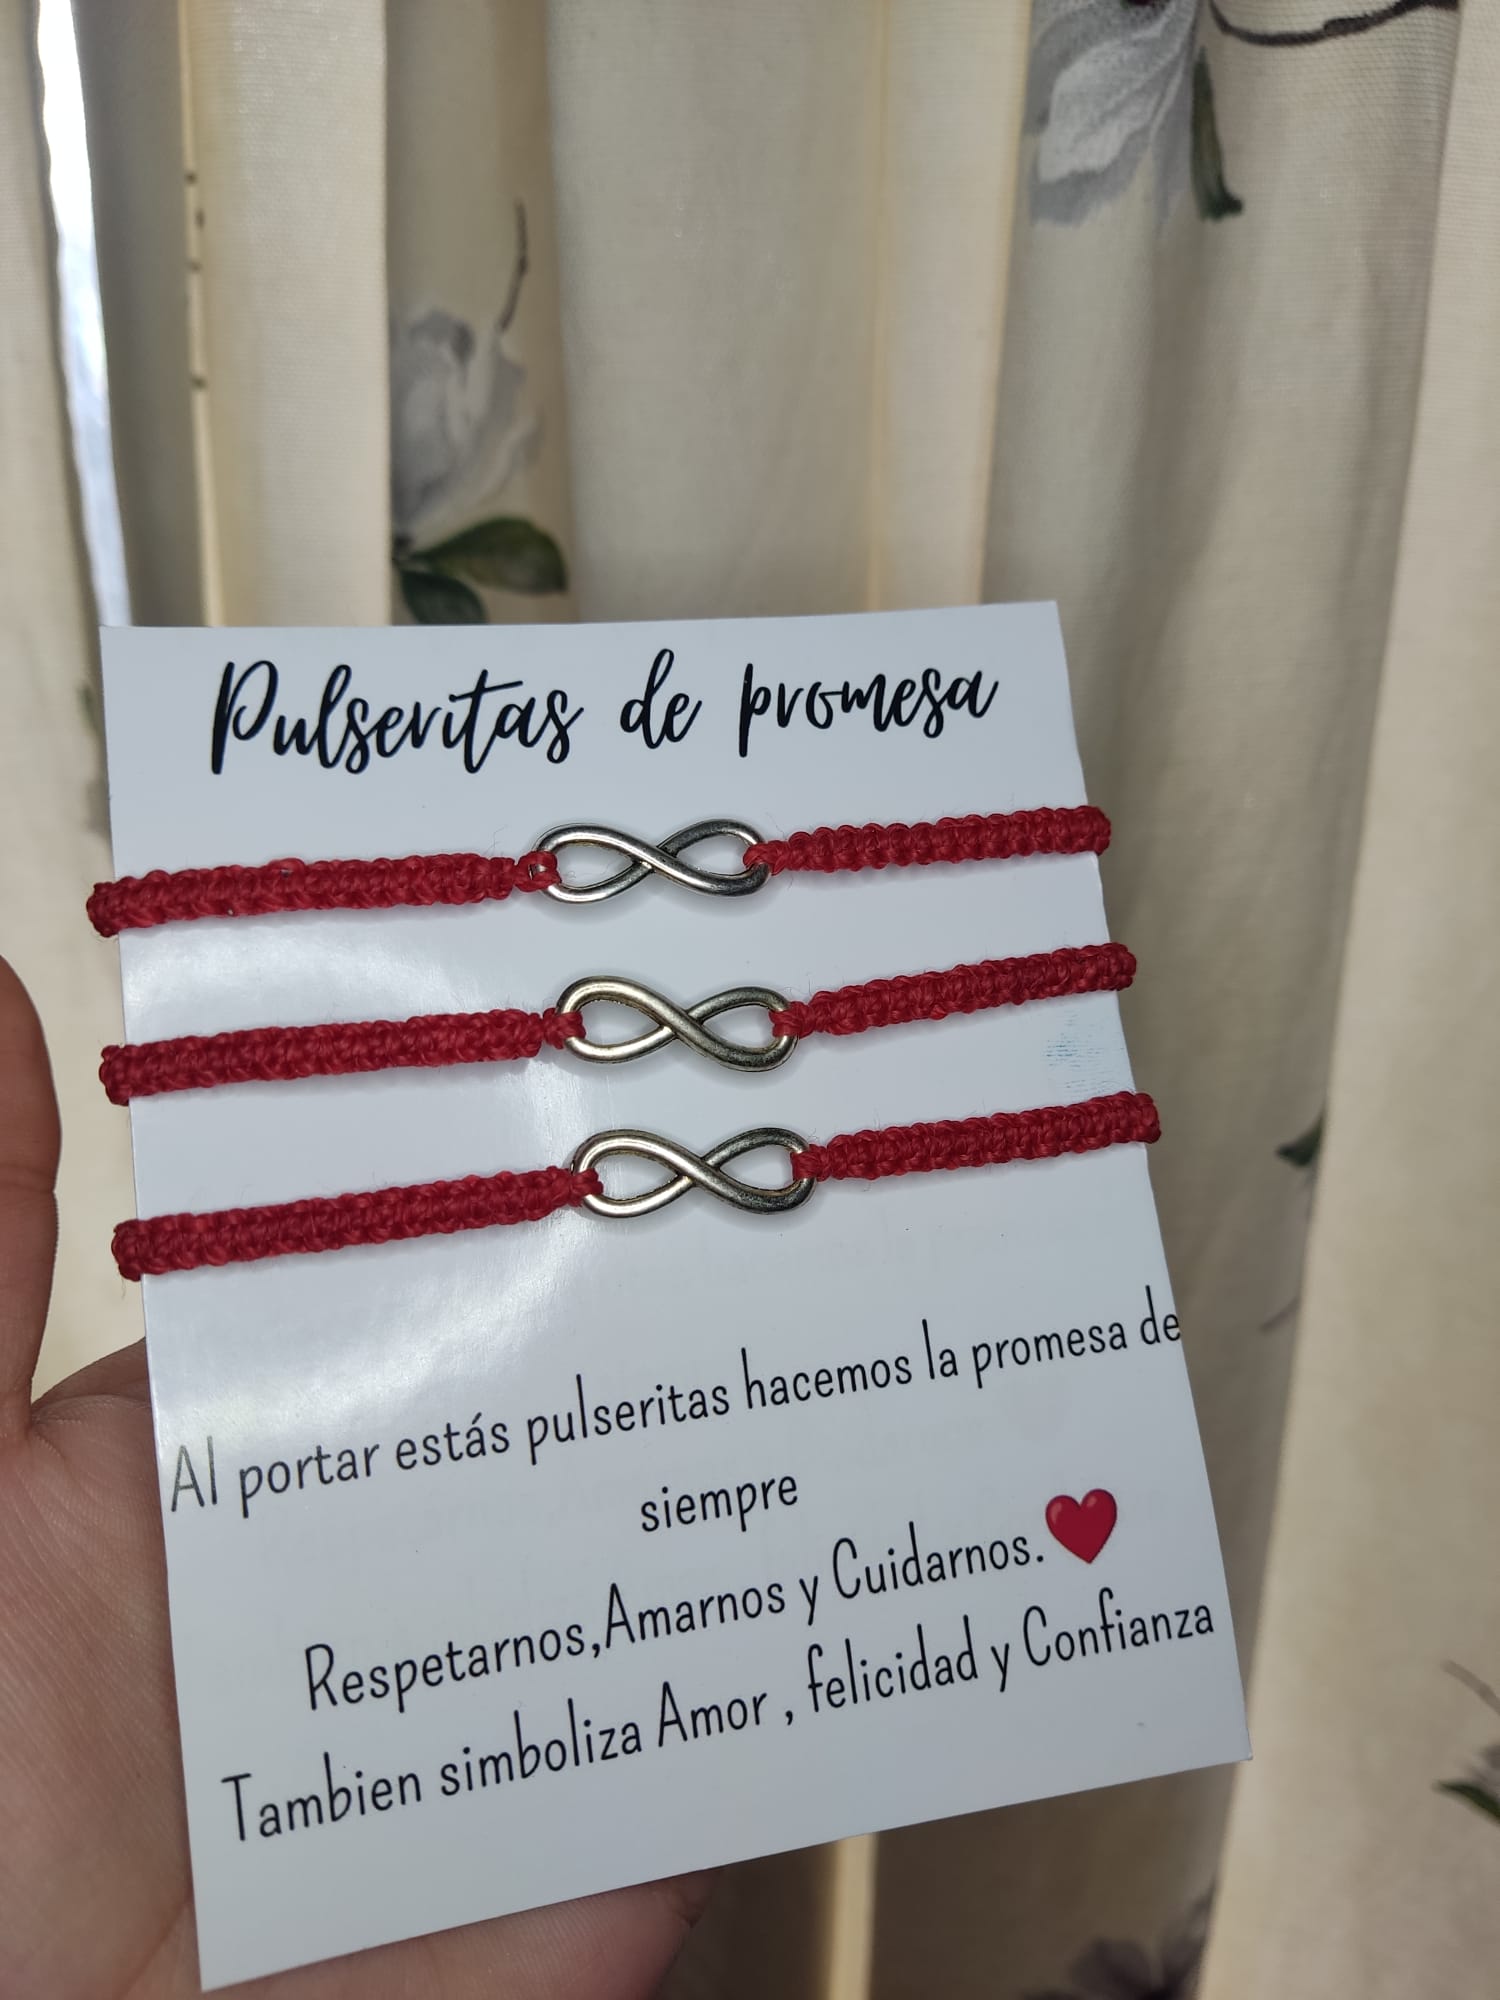 Pulseritas de promesa
Al portar estás pulseritas hacemos la promesa de
siempre
Respetarnos,Amarnos y Cuidarnos.❤️
Tambien simboliza Amor , felicidad y Confianza